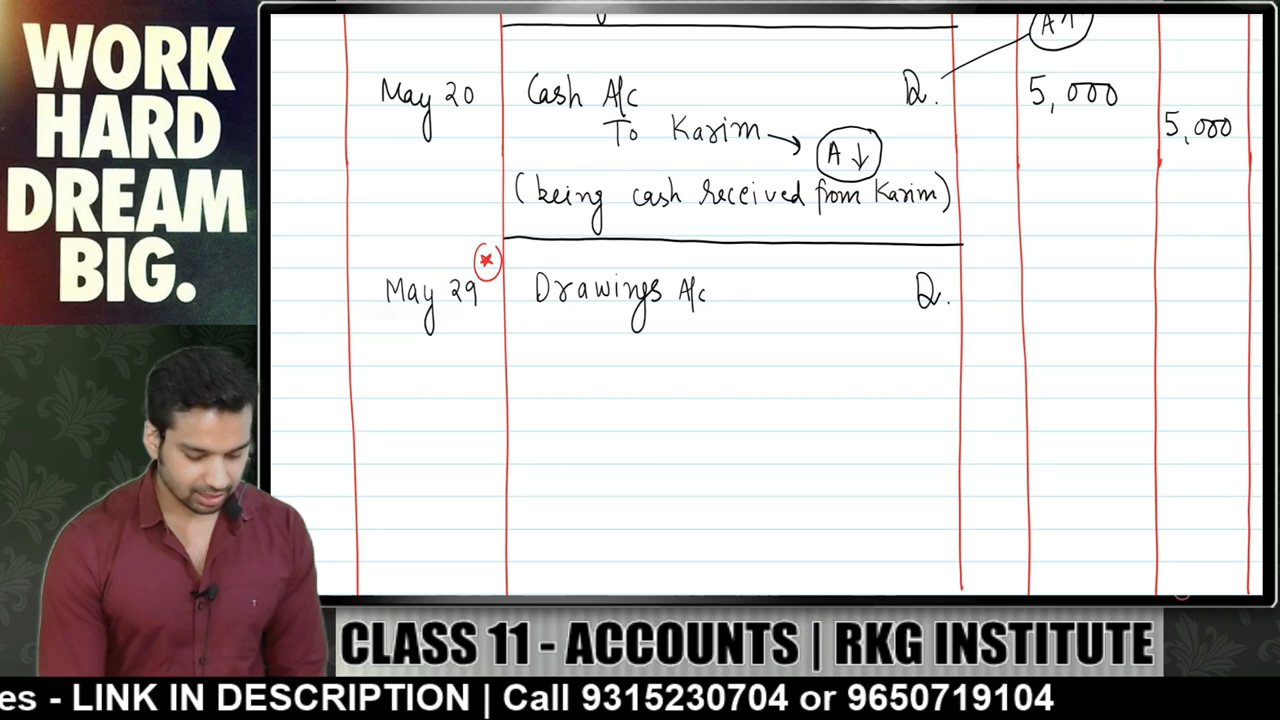 WORK
HARD
DREAM
BIG.
A↑
May 20 Cash A/c Dr. 5,000
To Karim → A ↓ 5,000
(being cash received from Karim)
May 29 Drawings A/c Dr.
CLASS 11 - ACCOUNTS | RKG INSTITUTE
es - LINK IN DESCRIPTION | Call 9315230704 or 9650719104